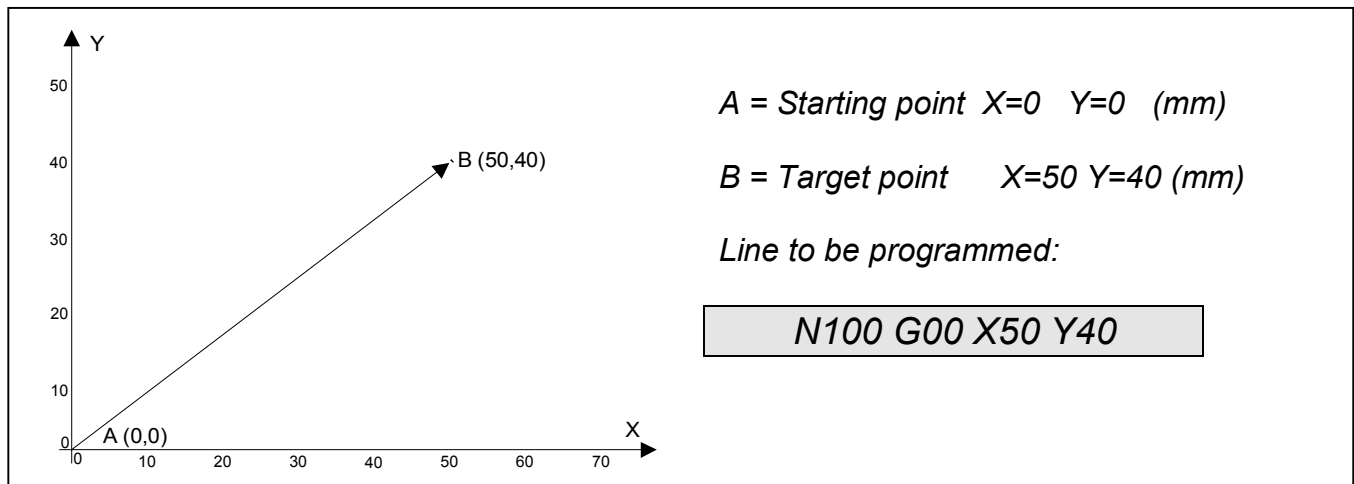 Y
50
40
30
20
10
0
B (50,40)
A (0,0)
X
0 10 20 30 40 50 60 70
A = Starting point X=0 Y=0 (mm)
B = Target point X=50 Y=40 (mm)
Line to be programmed:
N100 G00 X50 Y40